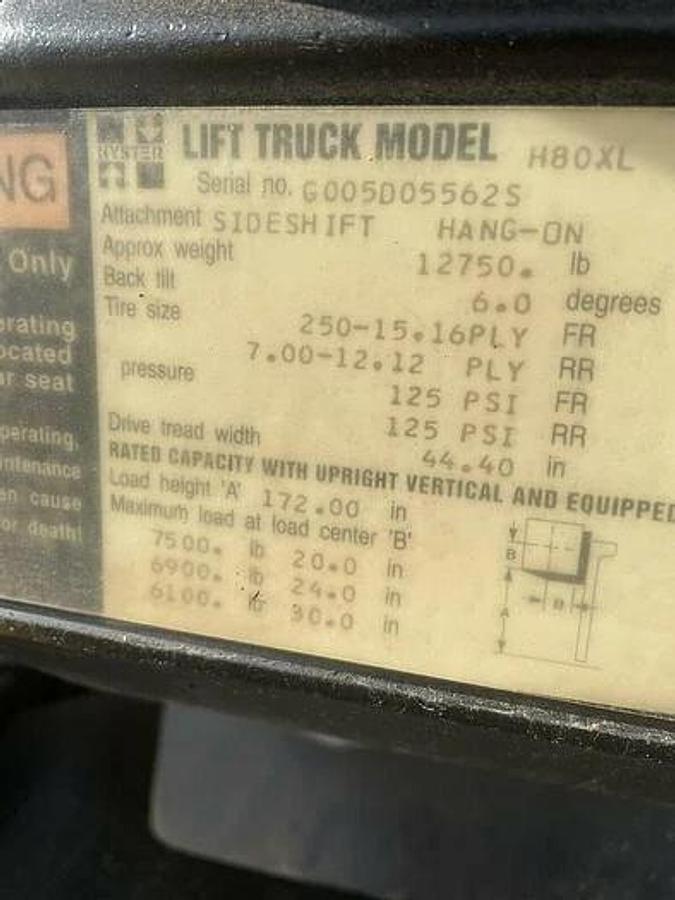 NG
Only
erating
ocated
or seat
perating,
intenance
en cause
or death!
HYSTER LIFT TRUCK MODEL H80XL
Serial no. G005D05562S
Attachment SIDESHIFT HANG-ON
Approx weight 12750. lb
Back tilt 6.0 degrees
Tire size 250-15.16PLY FR
7.00-12.12 PLY RR
pressure 125 PSI FR
125 PSI RR
Drive tread width 44.40 in
RATED CAPACITY WITH UPRIGHT VERTICAL AND EQUIPPED
Load height 'A' 172.00 in
Maximum load at load center 'B'
7500. lb 20.0 in
6900. lb 24.0 in
6100. lb 30.0 in
B
A
B